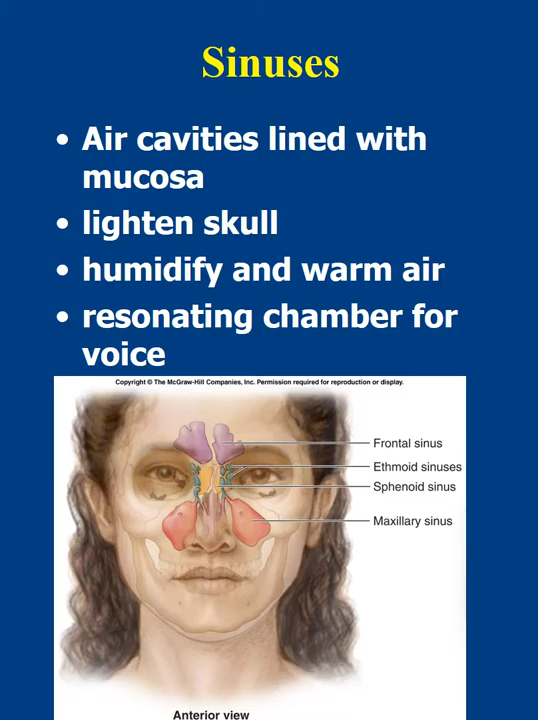 Sinuses
• Air cavities lined with
mucosa
• lighten skull
• humidify and warm air
• resonating chamber for
voice
Copyright © The McGraw-Hill Companies, Inc. Permission required for reproduction or display.
Frontal sinus
Ethmoid sinuses
Sphenoid sinus
Maxillary sinus
Anterior view